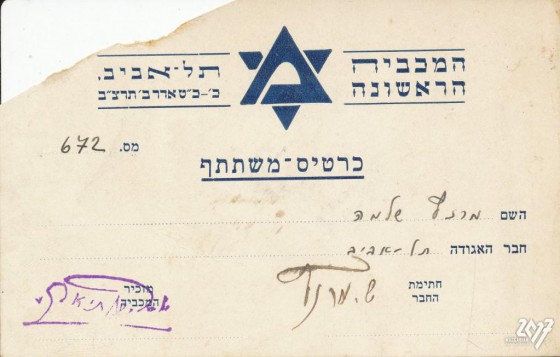 המכביה
הראשונה
תל-אביב.
כ׳-כ״ט אדר ב׳ תרצ״ב
מס. 672
כרטיס-משתתף
השם שלמה
חבר האגודה תל-אביב
חתימת
החבר
מזכיר
המכביה
2017